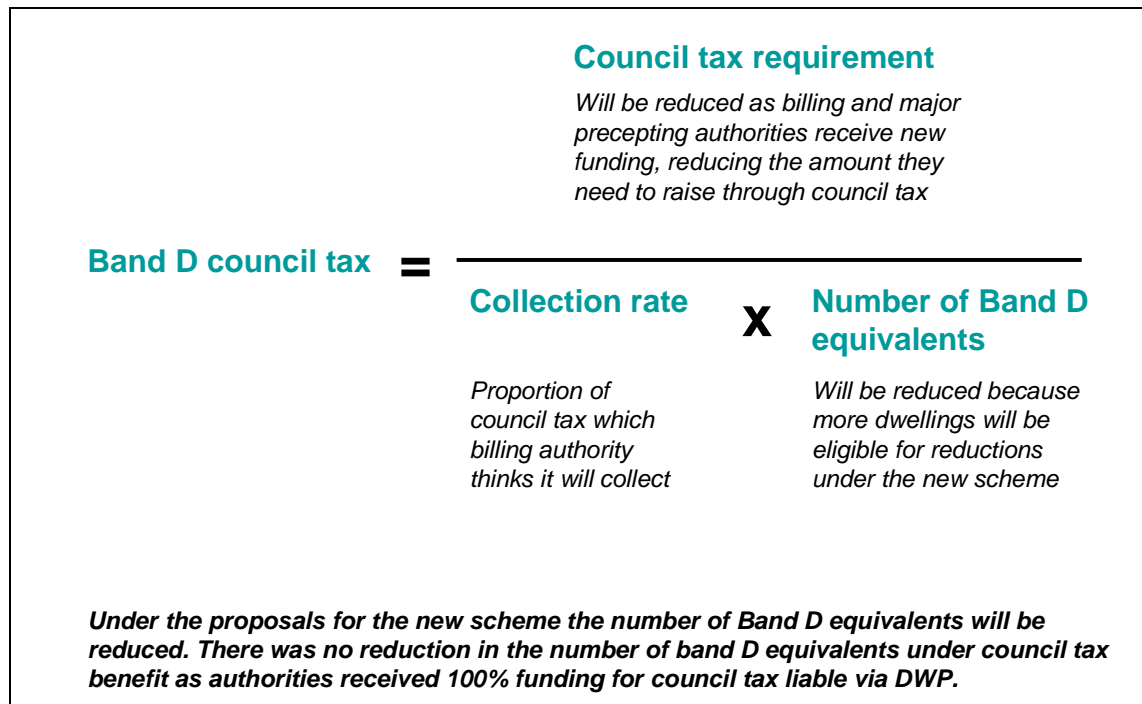 Council tax requirement
Will be reduced as billing and major
precepting authorities receive new
funding, reducing the amount they
need to raise through council tax
Band D council tax =
Collection rate x Number of Band D
equivalents
Proportion of
council tax which
billing authority
thinks it will collect
Will be reduced because
more dwellings will be
eligible for reductions
under the new scheme
Under the proposals for the new scheme the number of Band D equivalents will be
reduced. There was no reduction in the number of band D equivalents under council tax
benefit as authorities received 100% funding for council tax liable via DWP.